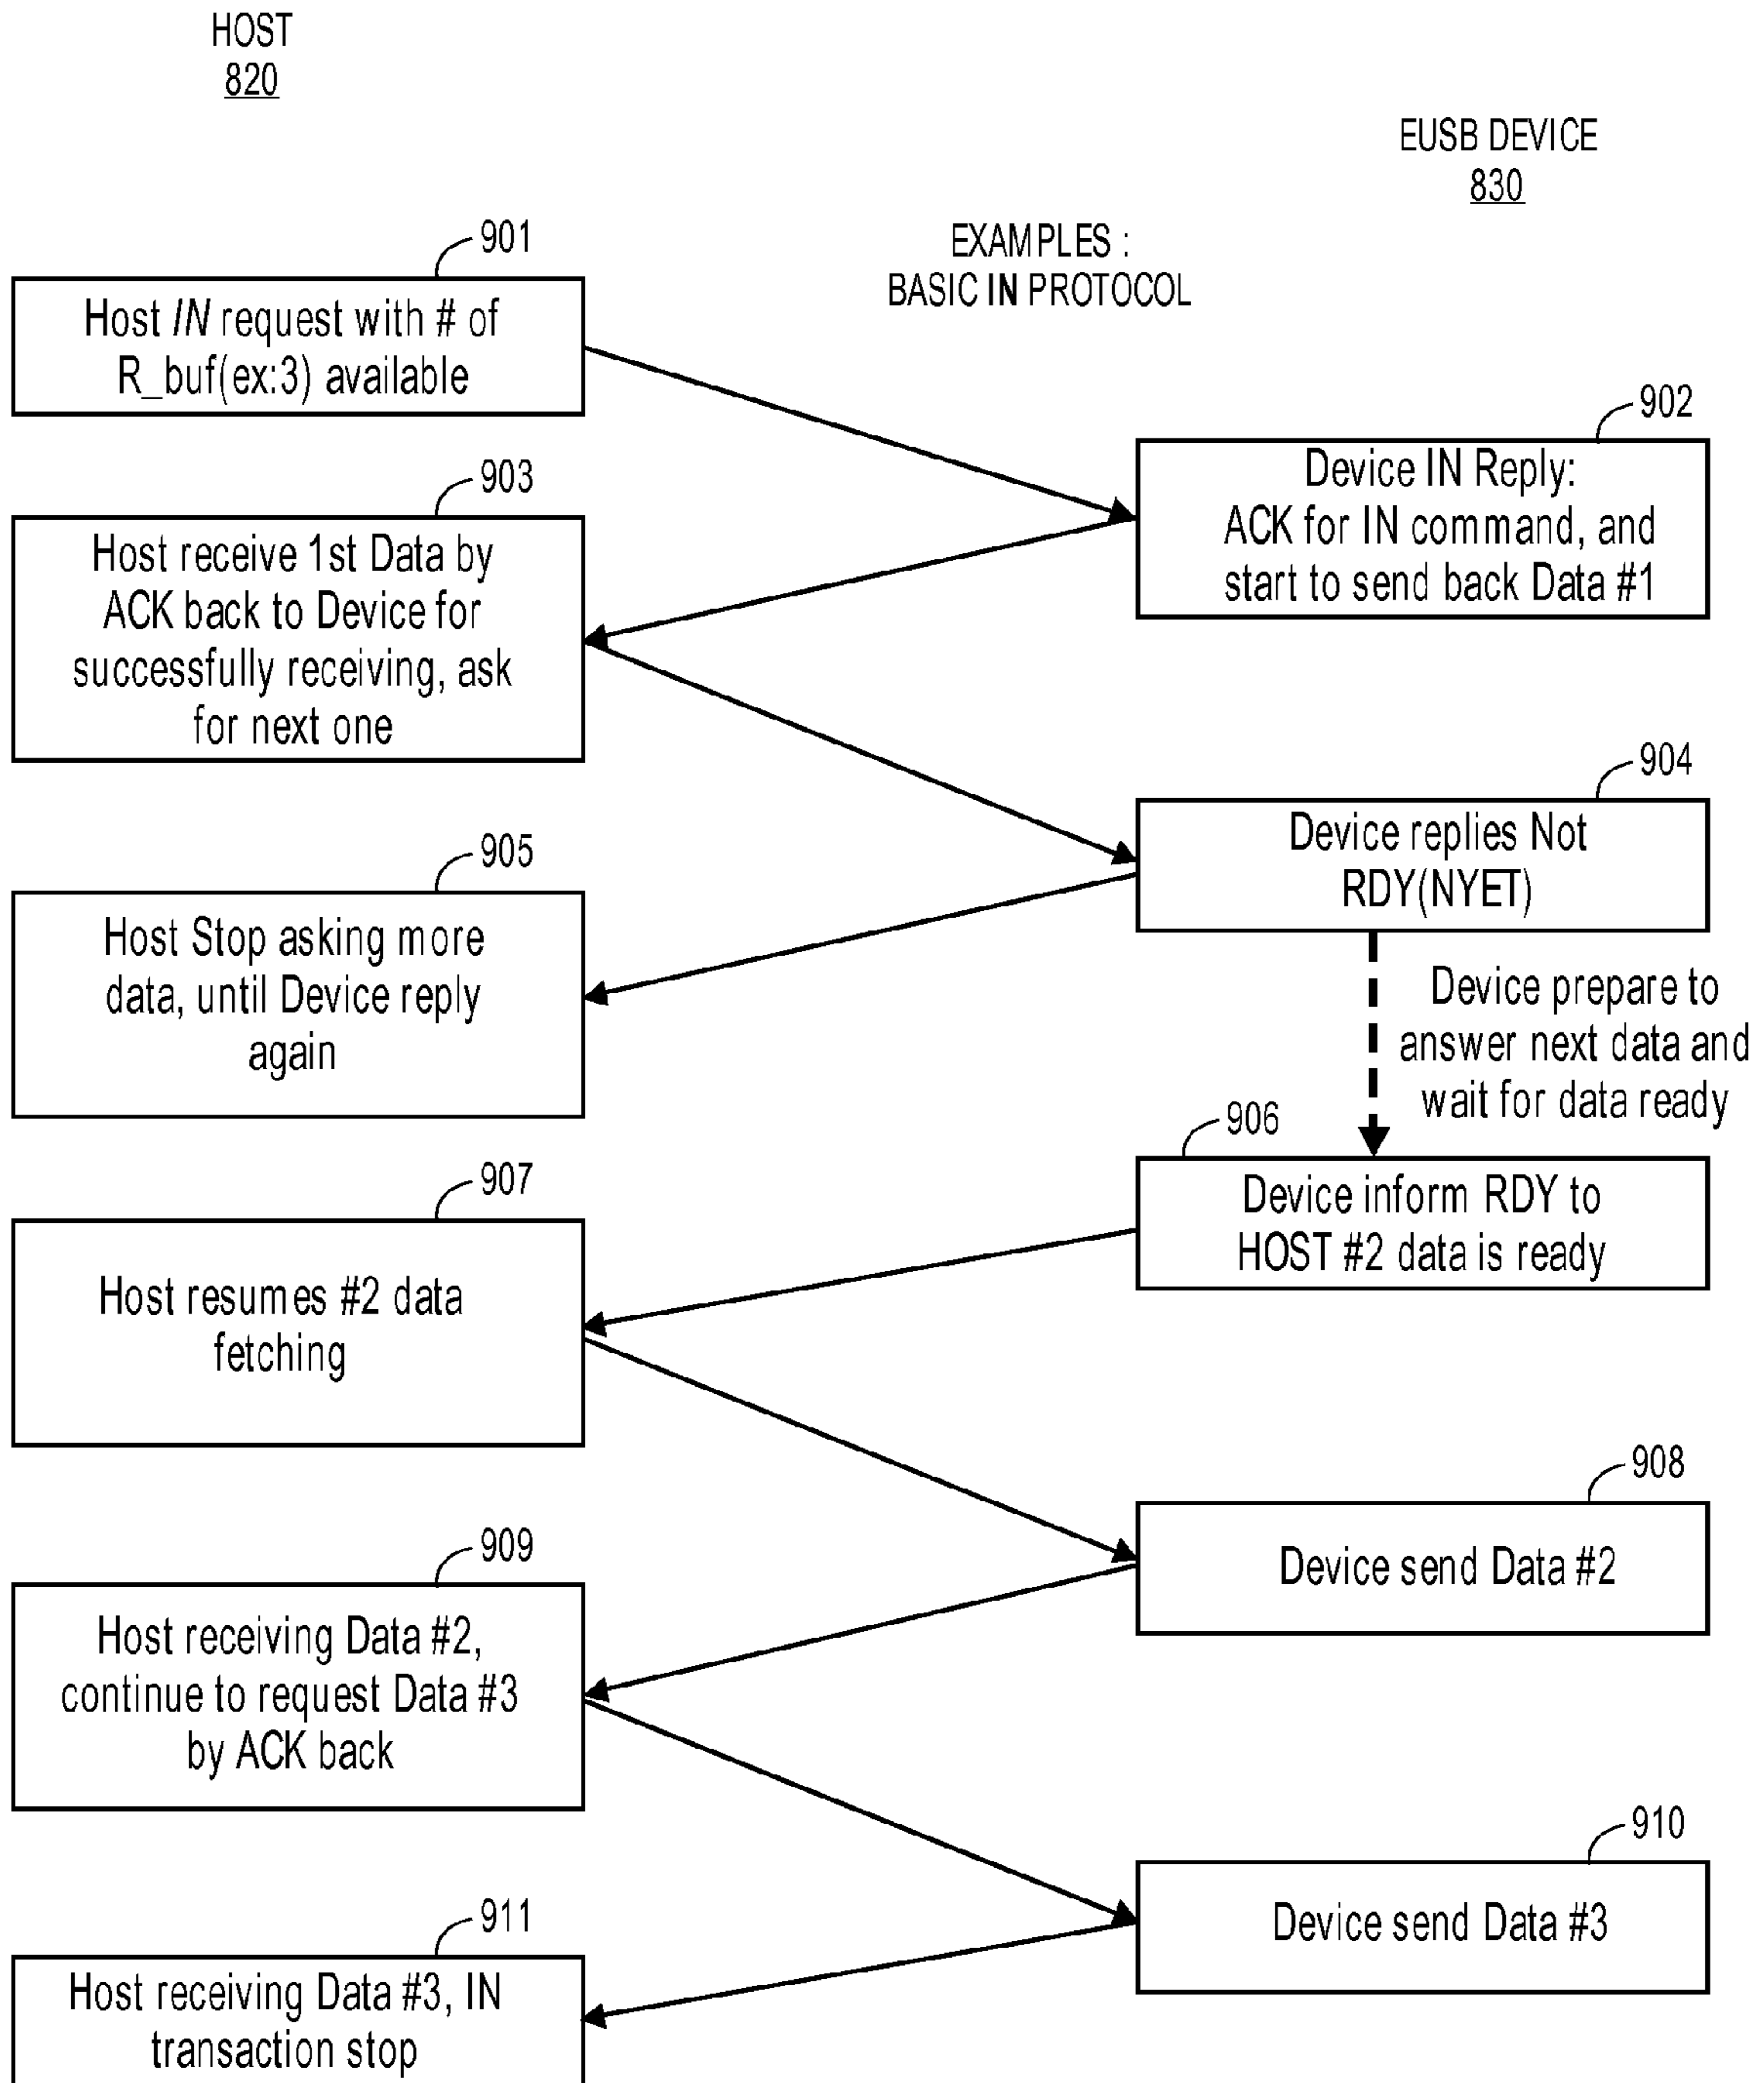 HOST
820
EUSB DEVICE
830
EXAMPLES :
BASIC IN PROTOCOL
901
Host IN request with # of
R_buf(ex:3) available
902
Device IN Reply:
ACK for IN command, and
start to send back Data #1
903
Host receive 1st Data by
ACK back to Device for
successfully receiving, ask
for next one
904
Device replies Not
RDY(NYET)
905
Host Stop asking more
data, until Device reply
again
Device prepare to
answer next data and
wait for data ready
906
Device inform RDY to
HOST #2 data is ready
907
Host resumes #2 data
fetching
908
Device send Data #2
909
Host receiving Data #2,
continue to request Data #3
by ACK back
910
Device send Data #3
911
Host receiving Data #3, IN
transaction stop